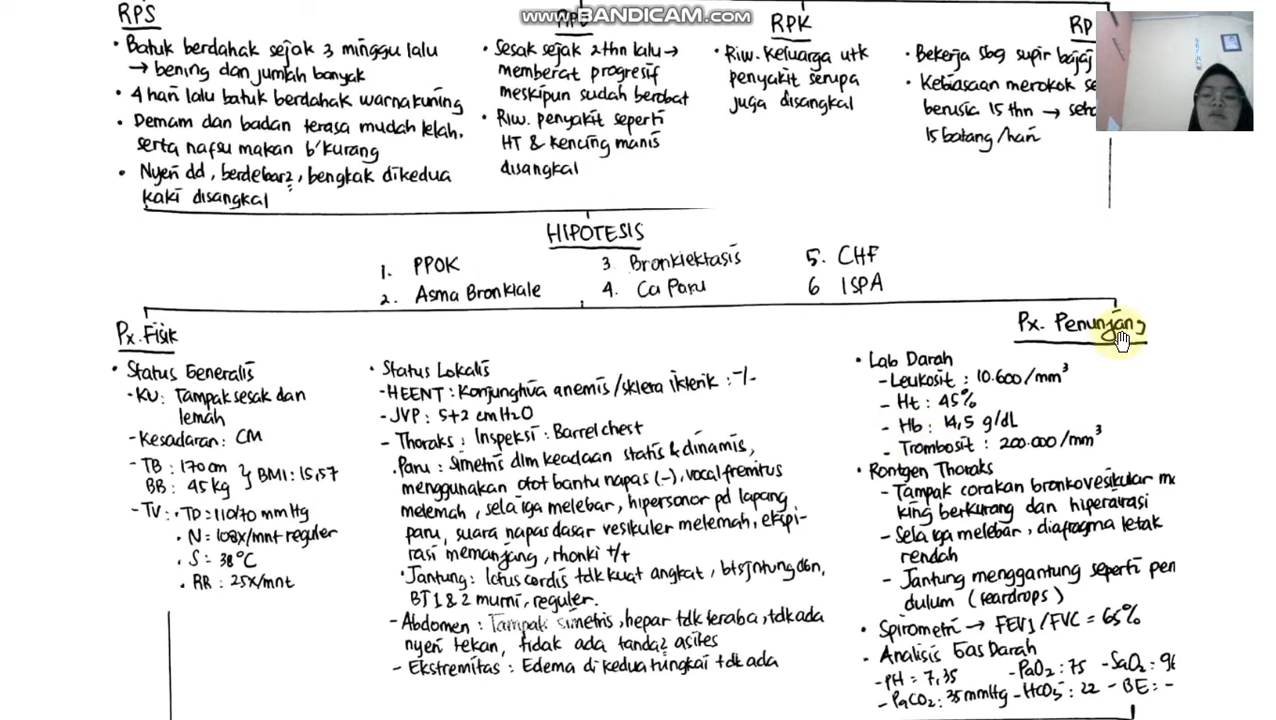 www.BANDICAM.com
RPS
• Batuk berdahak sejak 3 minggu lalu
→ bening dan jumlah banyak
• 4 hari lalu batuk berdahak warna kuning
• Demam dan badan terasa mudah lelah.
serta nafsu makan b'kurang
• Nyeri dd, berdebar2, bengkak dikedua
kaki disangkal
• Sesak sejak 2thn lalu →
memberat progresif
meskipun sudah berobat
• Riw. penyakit seperti
HT & kencing manis
disangkal
RPK
• Riw. Keluarga utk
penyakit serupa
juga disangkal
RP
• Bekerja sbg supir bajaj
• Kebiasaan merokok se
berusia 15 thn →
15 batang/hari
HIPOTESIS
1. PPOK
2. Asma Bronkiale
3. Bronkiektasis
4. Ca Paru
5. CHF
6 ISPA
Px. Fisik
• Status Generalis
- KU: Tampak sesak dan
lemah
- Kesadaran: CM
- TB : 170 cm
BB : 45 kg } BMI: 15,57
- TV : • TD = 110/70 mmHg
• N = 108x/mnt reguler
• S = 38°C
• RR : 25x/mnt
• Status Lokalis
- HEENT : Konjungtiva anemis/sklera ikterik : -/-
- JVP : 5+2 cmH2O
- Thoraks : Inspeksi : Barrel chest
. Paru : Simetris dlm keadaan statis & dinamis,
menggunakan otot bantu napas (-), vocal fremitus
melemah, sela iga melebar, hipersonor pd lapang
paru, suara napas dasar vesikuler melemah, ekspi-
rasi memanjang, rhonki +/+
• Jantung: Ictus cordis tdk kuat angkat, bts jntung dbn,
BJ 1 & 2 murni, reguler.
- Abdomen : Tampak simetris, hepar tdk teraba, tdk ada
nyeri tekan, tidak ada tanda2 asites
- Ekstremitas : Edema di kedua tungkai tdk ada
Px. Penunjang
• Lab Darah
- Leukosit : 10.600/mm³
- Ht : 45%
- Hb : 14,5 g/dL
- Trombosit : 200.000/mm³
• Rontgen Thoraks
- Tampak corakan bronkovesikular ma
king berkurang dan hiperaerasi
- Sela iga melebar, diafragma letak
rendah
- Jantung menggantung seperti pen
dulum (teardrops)
• Spirometri → FEV1/FVC = 65%
• Analisis Gas Darah
- PH = 7,35 - PaO2 : 75 - SaO2 : 96
- PaCO2 : 35 mmHg - HCO3 : 22 - BE : -